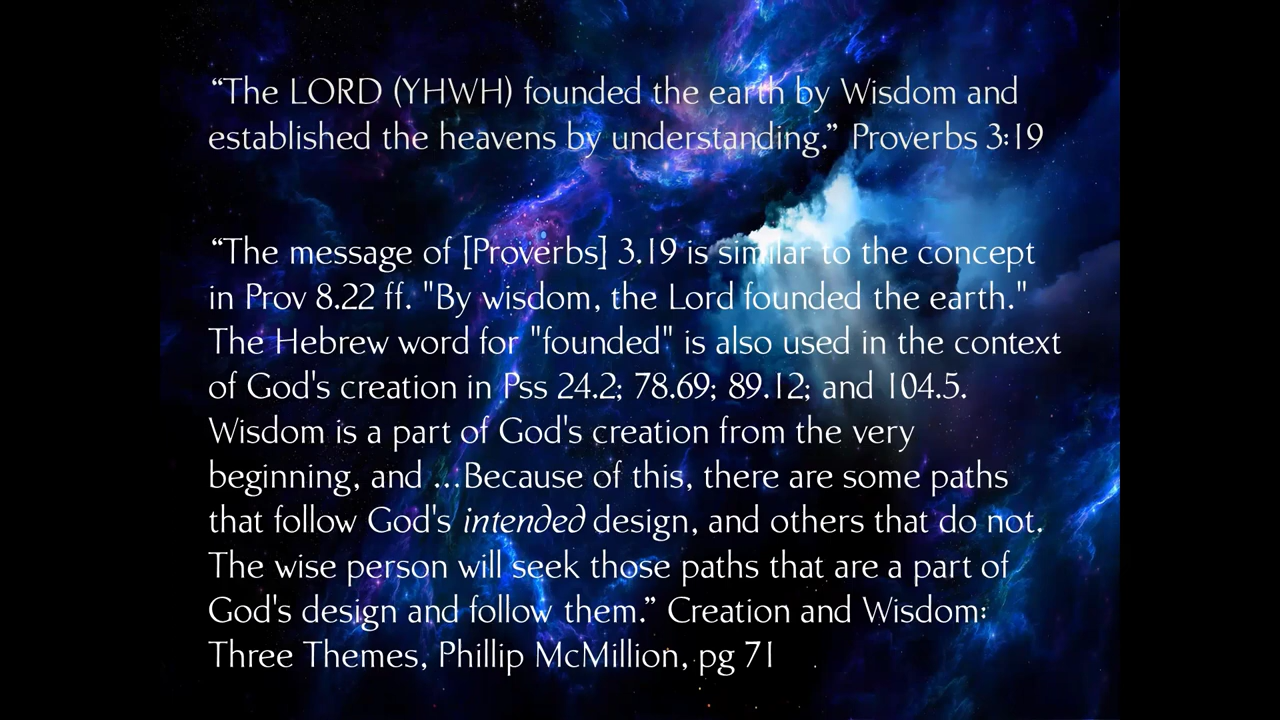 “The LORD (YHWH) founded the earth by Wisdom and
established the heavens by understanding.” Proverbs 3:19
“The message of [Proverbs] 3.19 is similar to the concept
in Prov 8.22 ff. "By wisdom, the Lord founded the earth."
The Hebrew word for "founded" is also used in the context
of God's creation in Pss 24.2; 78.69; 89.12; and 104.5.
Wisdom is a part of God's creation from the very
beginning, and ...Because of this, there are some paths
that follow God's intended design, and others that do not.
The wise person will seek those paths that are a part of
God's design and follow them.” Creation and Wisdom:
Three Themes, Phillip McMillion, pg 71